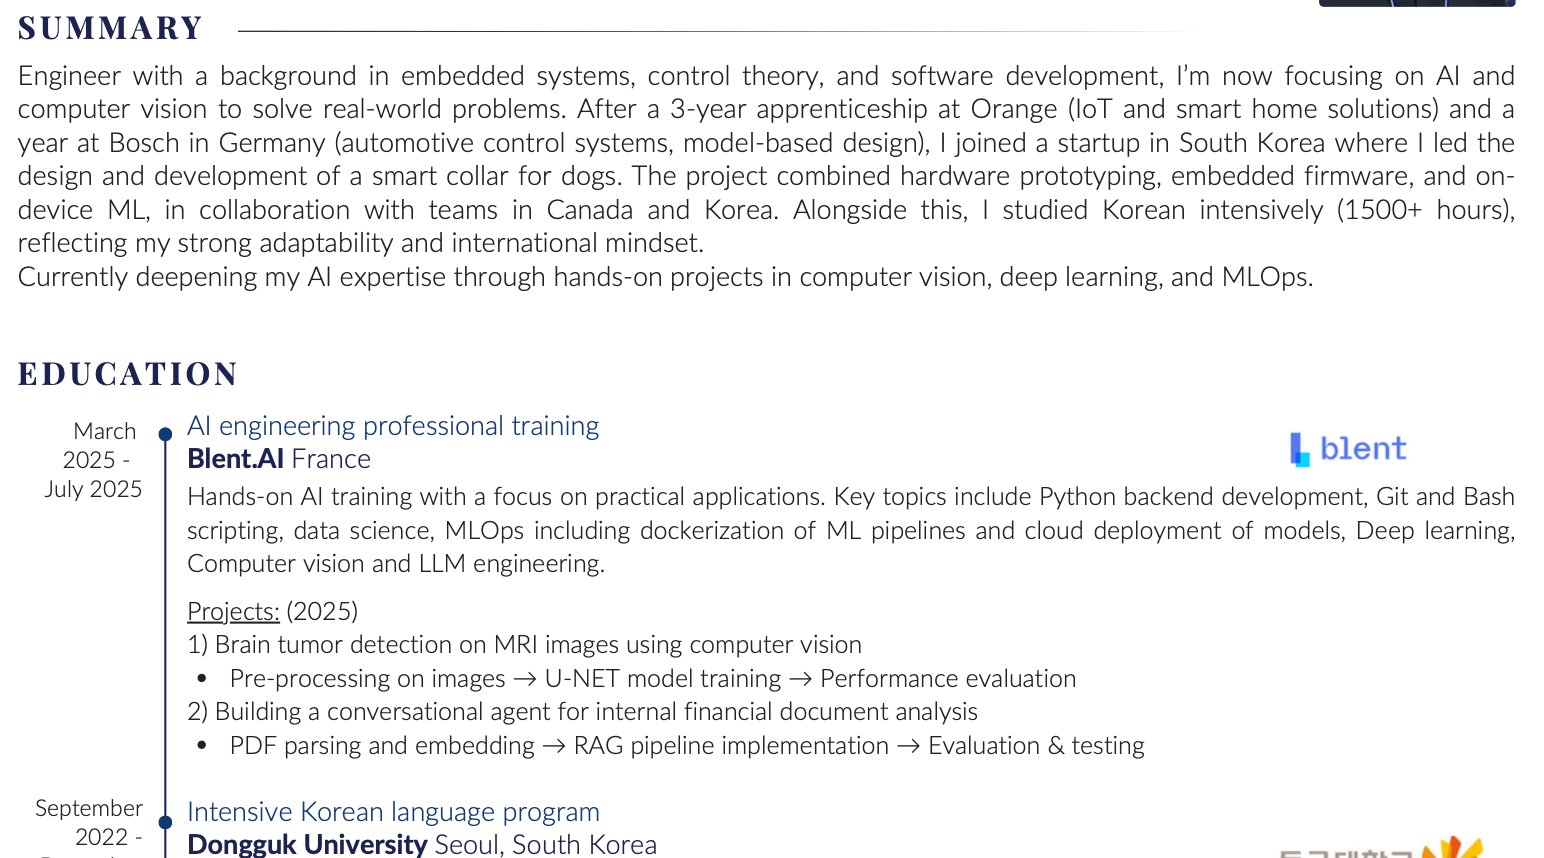 SUMMARY
Engineer with a background in embedded systems, control theory, and software development, I’m now focusing on AI and
computer vision to solve real-world problems. After a 3-year apprenticeship at Orange (IoT and smart home solutions) and a
year at Bosch in Germany (automotive control systems, model-based design), I joined a startup in South Korea where I led the
design and development of a smart collar for dogs. The project combined hardware prototyping, embedded firmware, and on-
device ML, in collaboration with teams in Canada and Korea. Alongside this, I studied Korean intensively (1500+ hours),
reflecting my strong adaptability and international mindset.
Currently deepening my AI expertise through hands-on projects in computer vision, deep learning, and MLOps.
EDUCATION
March
2025 -
July 2025
AI engineering professional training
Blent.AI France
blent
Hands-on AI training with a focus on practical applications. Key topics include Python backend development, Git and Bash
scripting, data science, MLOps including dockerization of ML pipelines and cloud deployment of models, Deep learning,
Computer vision and LLM engineering.
Projects: (2025)
1) Brain tumor detection on MRI images using computer vision
• Pre-processing on images → U-NET model training → Performance evaluation
2) Building a conversational agent for internal financial document analysis
• PDF parsing and embedding → RAG pipeline implementation → Evaluation & testing
September
2022 -
Intensive Korean language program
Dongguk University Seoul, South Korea